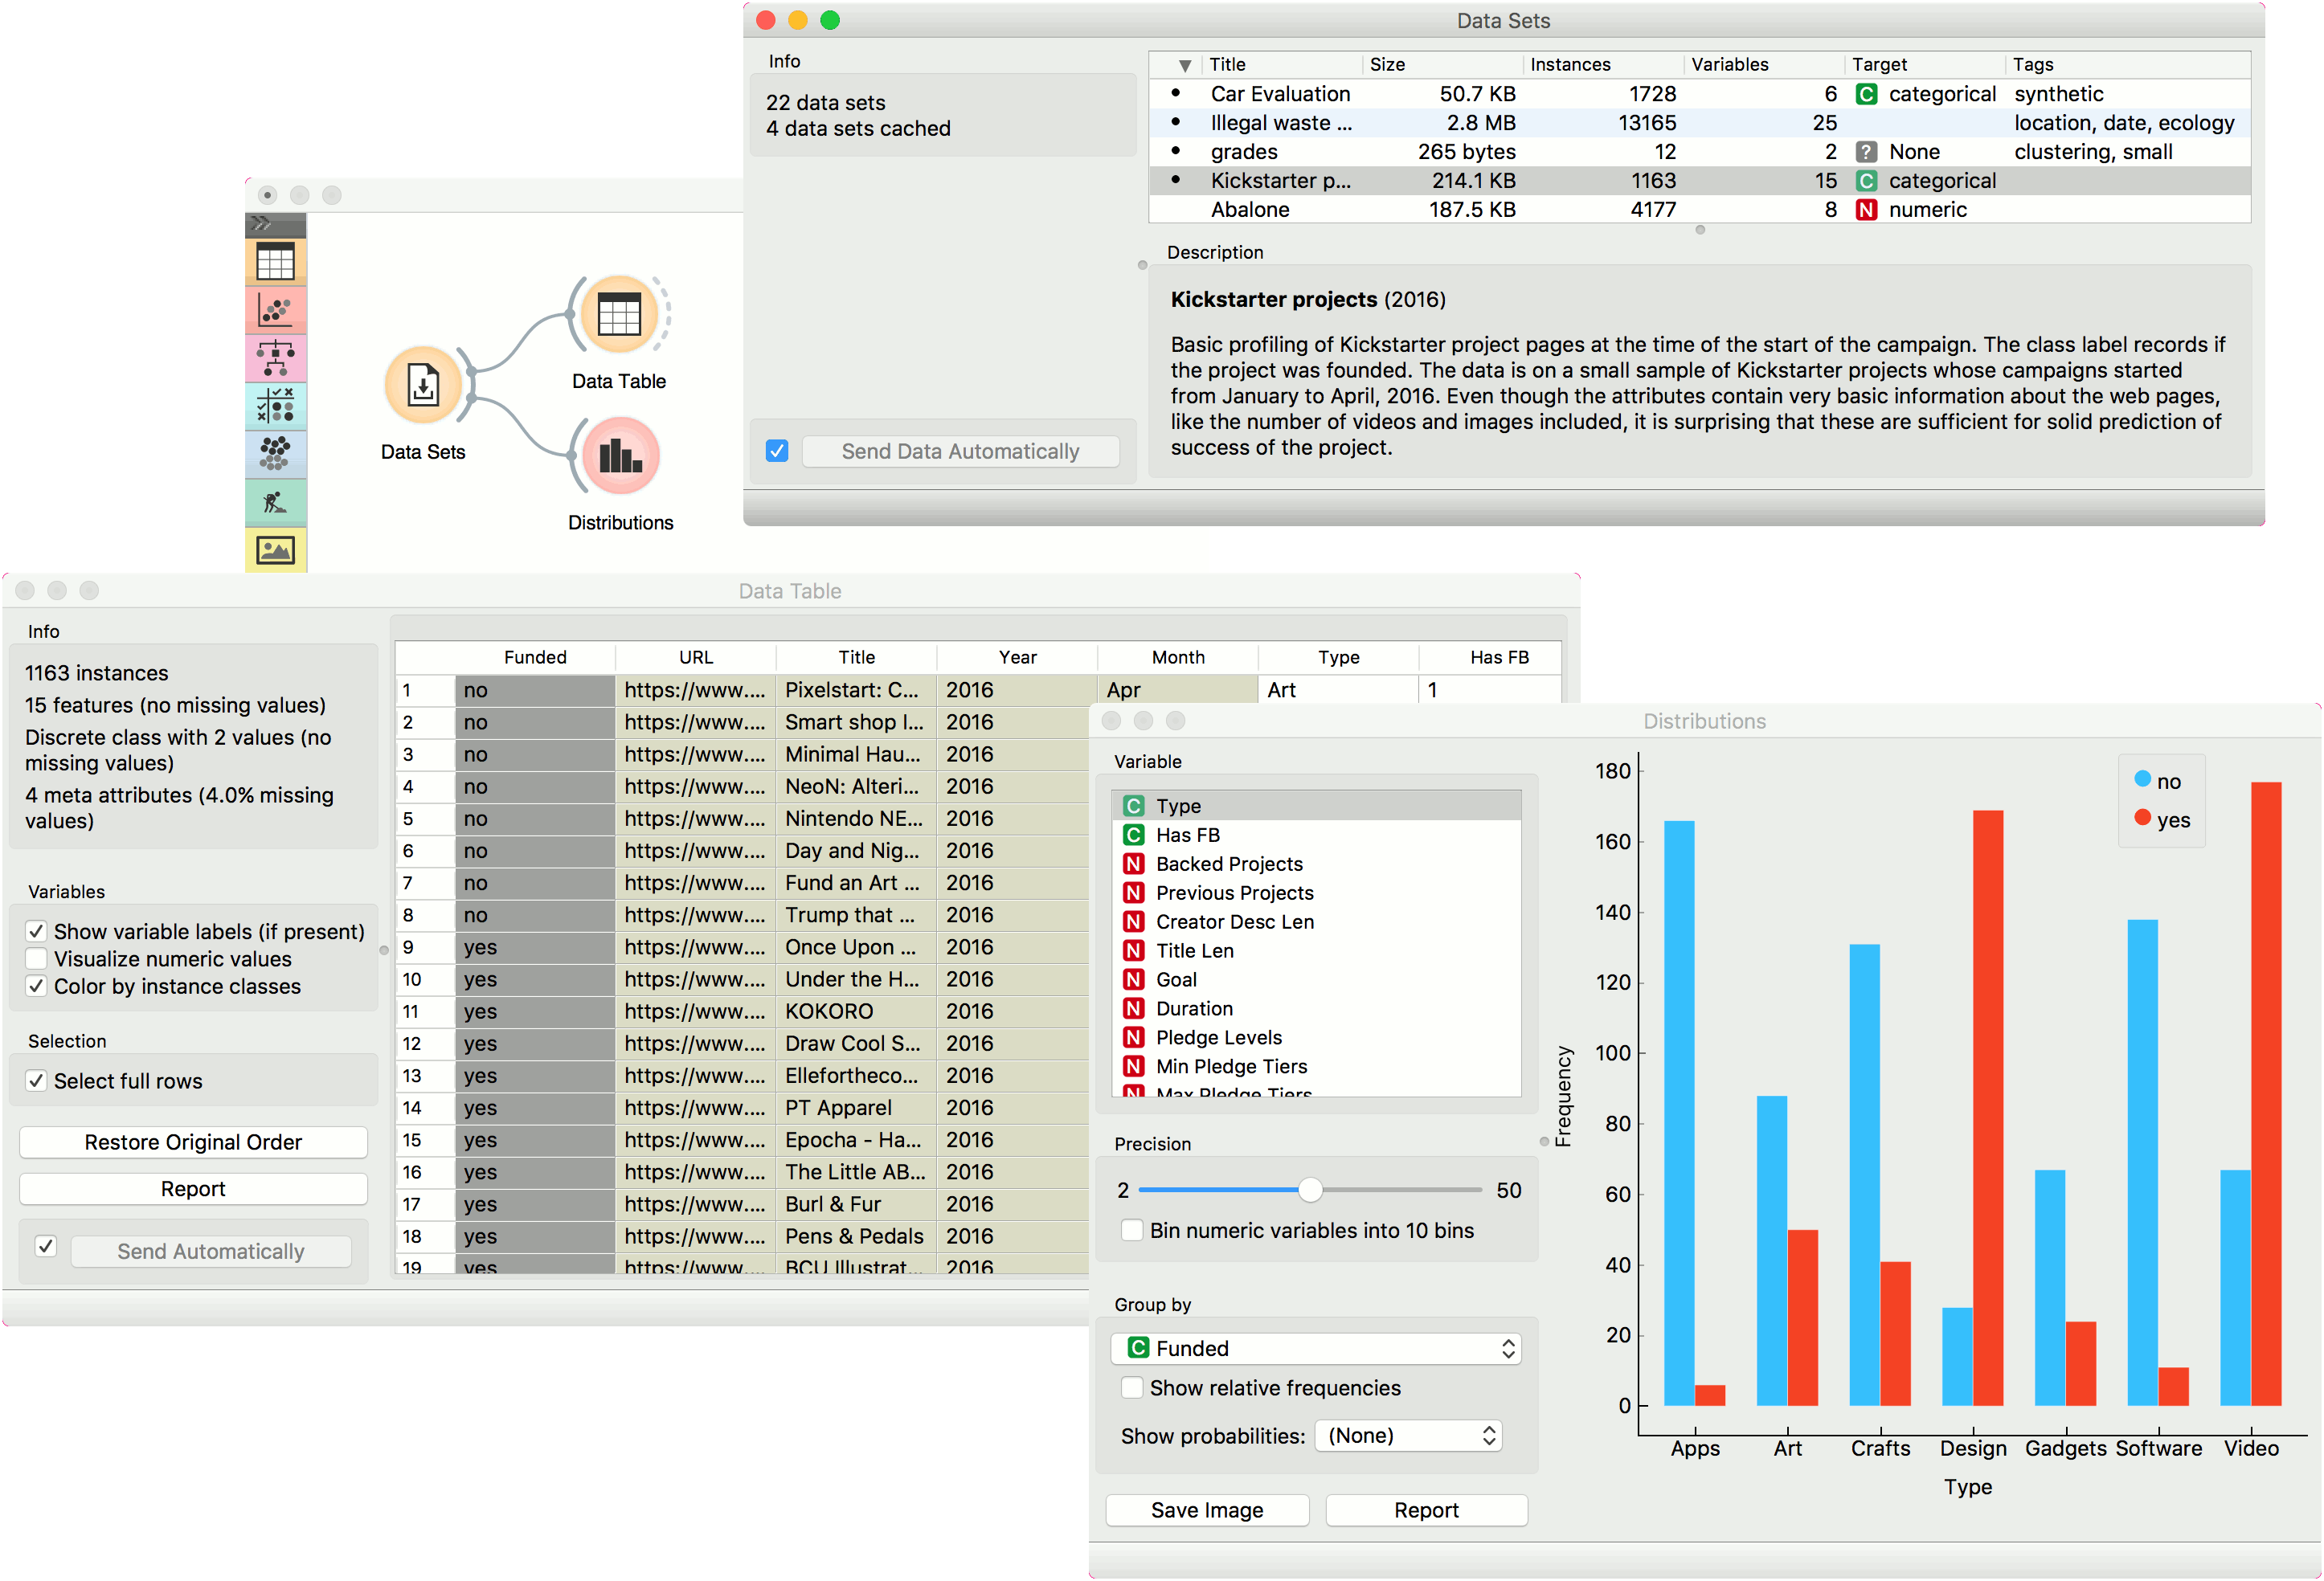 Data Sets
Info
22 data sets
4 data sets cached
Send Data Automatically
Title Size Instances Variables Target Tags
Car Evaluation 50.7 KB 1728 6 C categorical synthetic
Illegal waste ... 2.8 MB 13165 25 location, date, ecology
grades 265 bytes 12 2 ? None clustering, small
Kickstarter p... 214.1 KB 1163 15 C categorical
Abalone 187.5 KB 4177 8 N numeric
Description
Kickstarter projects (2016)
Basic profiling of Kickstarter project pages at the time of the start of the campaign. The class label records if
the project was founded. The data is on a small sample of Kickstarter projects whose campaigns started
from January to April, 2016. Even though the attributes contain very basic information about the web pages,
like the number of videos and images included, it is surprising that these are sufficient for solid prediction of
success of the project.
Data Sets
Data Table
Distributions
Data Table
Info
1163 instances
15 features (no missing values)
Discrete class with 2 values (no
missing values)
4 meta attributes (4.0% missing
values)
Variables
Show variable labels (if present)
Visualize numeric values
Color by instance classes
Selection
Select full rows
Restore Original Order
Report
Send Automatically
Funded URL Title Year Month Type Has FB
1 no https://www.... Pixelstart: C... 2016 Apr Art 1
2 no https://www.... Smart shop I... 2016
3 no https://www.... Minimal Hau... 2016
4 no https://www.... NeoN: Alteri... 2016
5 no https://www.... Nintendo NE... 2016
6 no https://www.... Day and Nig... 2016
7 no https://www.... Fund an Art ... 2016
8 no https://www.... Trump that ... 2016
9 yes https://www.... Once Upon ... 2016
10 yes https://www.... Under the H... 2016
11 yes https://www.... KOKORO 2016
12 yes https://www.... Draw Cool S... 2016
13 yes https://www.... Ellefortheco... 2016
14 yes https://www.... PT Apparel 2016
15 yes https://www.... Epocha - Ha... 2016
16 yes https://www.... The Little AB... 2016
17 yes https://www.... Burl & Fur 2016
18 yes https://www.... Pens & Pedals 2016
19 yes https://www.... BCU Illustrat... 2016
Distributions
Variable
C Type
C Has FB
N Backed Projects
N Previous Projects
N Creator Desc Len
N Title Len
N Goal
N Duration
N Pledge Levels
N Min Pledge Tiers
N Max Pledge Tiers
Precision
2 50
Bin numeric variables into 10 bins
Group by
C Funded
Show relative frequencies
Show probabilities: (None)
Save Image Report
no
yes
180
160
140
120
100
80
60
40
20
0
Frequency
Apps Art Crafts Design Gadgets Software Video
Type